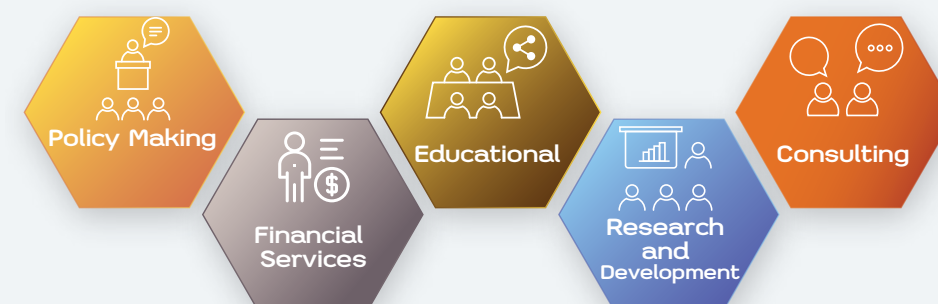 Policy Making
Financial
Services
Educational
Research
and
Development
Consulting
$